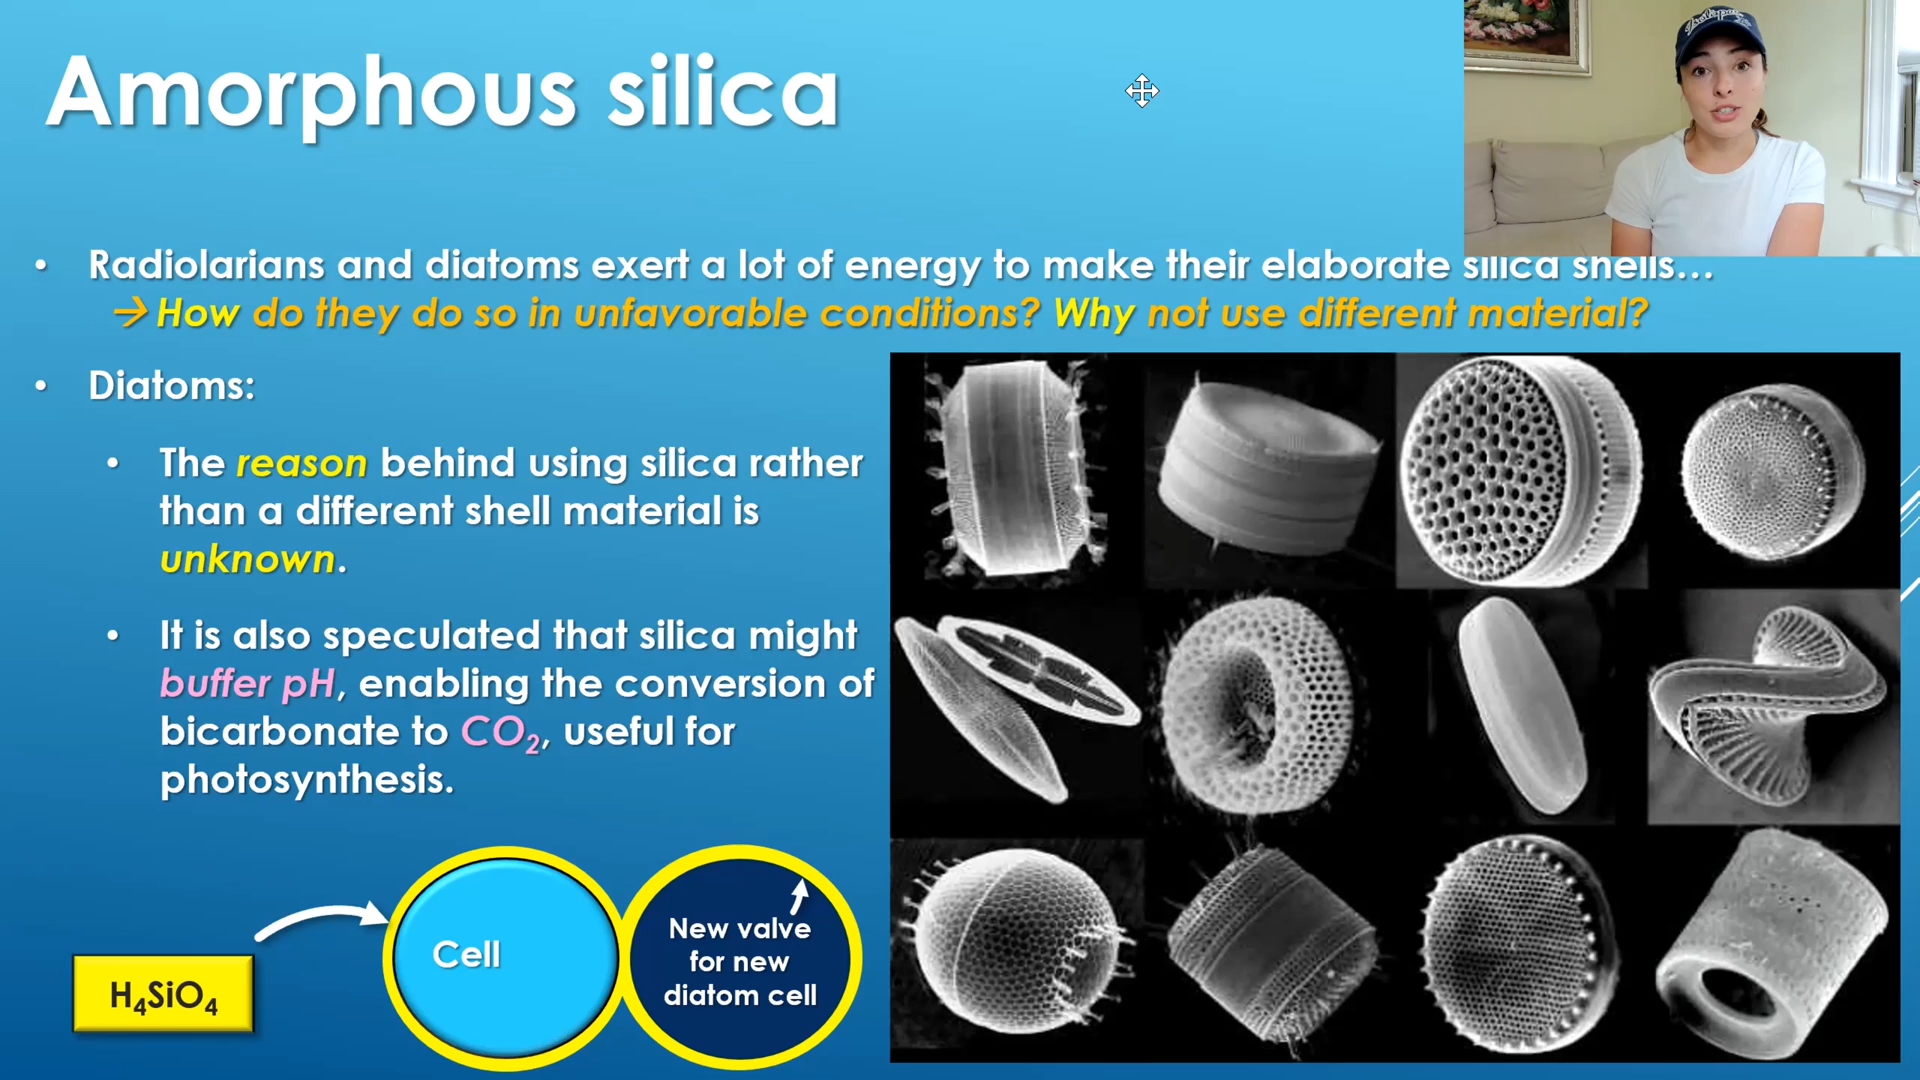 Amorphous silica
• Radiolarians and diatoms exert a lot of energy to make their elaborate silica shells...
→ How do they do so in unfavorable conditions? Why not use different material?
• Diatoms:
• The reason behind using silica rather
than a different shell material is
unknown.
• It is also speculated that silica might
buffer pH, enabling the conversion of
bicarbonate to CO₂, useful for
photosynthesis.
H₄SiO₄
Cell
New valve
for new
diatom cell